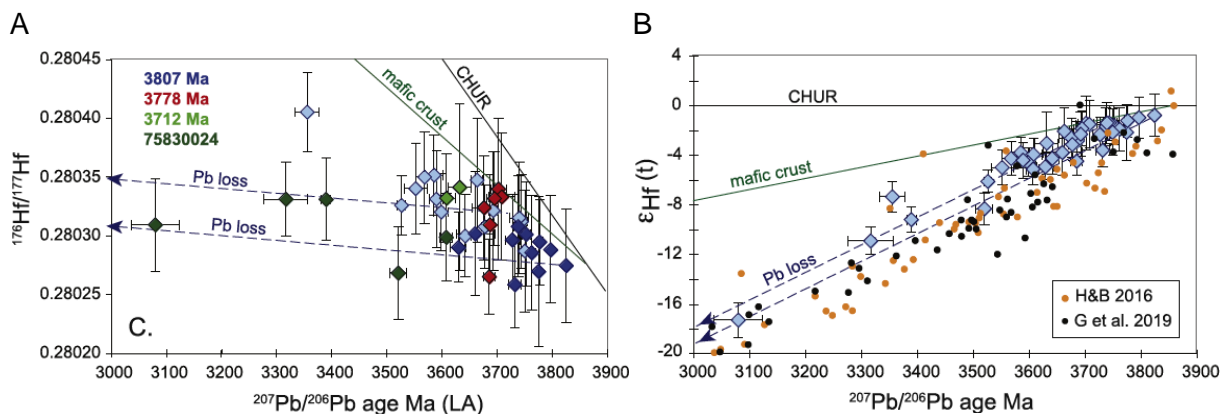 A
0.28045
0.28040
0.28035
0.28030
0.28025
0.28020
¹⁷⁶Hf/¹⁷⁷Hf
3807 Ma
3778 Ma
3712 Ma
75830024
mafic crust
CHUR
Pb loss
Pb loss
C.
3000 3100 3200 3300 3400 3500 3600 3700 3800 3900
²⁰⁷Pb/²⁰⁶Pb age Ma (LA)
B
4
0
-4
-8
-12
-16
-20
εHf (t)
CHUR
mafic crust
Pb loss
H&B 2016
G et al. 2019
3000 3100 3200 3300 3400 3500 3600 3700 3800 3900
²⁰⁷Pb/²⁰⁶Pb age Ma